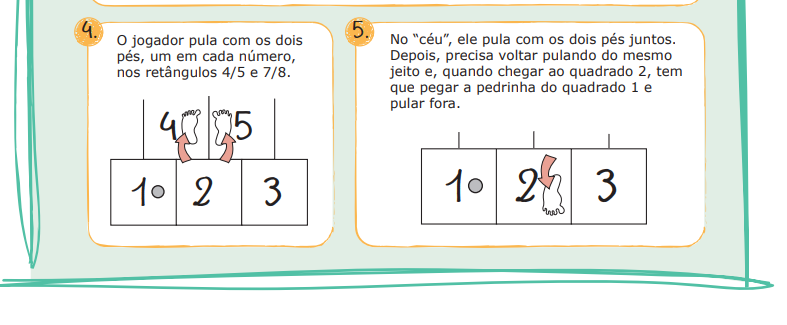 4.
O jogador pula com os dois
pés, um em cada número,
nos retângulos 4/5 e 7/8.
4 5
1 2 3
5.
No “céu”, ele pula com os dois pés juntos.
Depois, precisa voltar pulando do mesmo
jeito e, quando chegar ao quadrado 2, tem
que pegar a pedrinha do quadrado 1 e
pular fora.
1 2 3